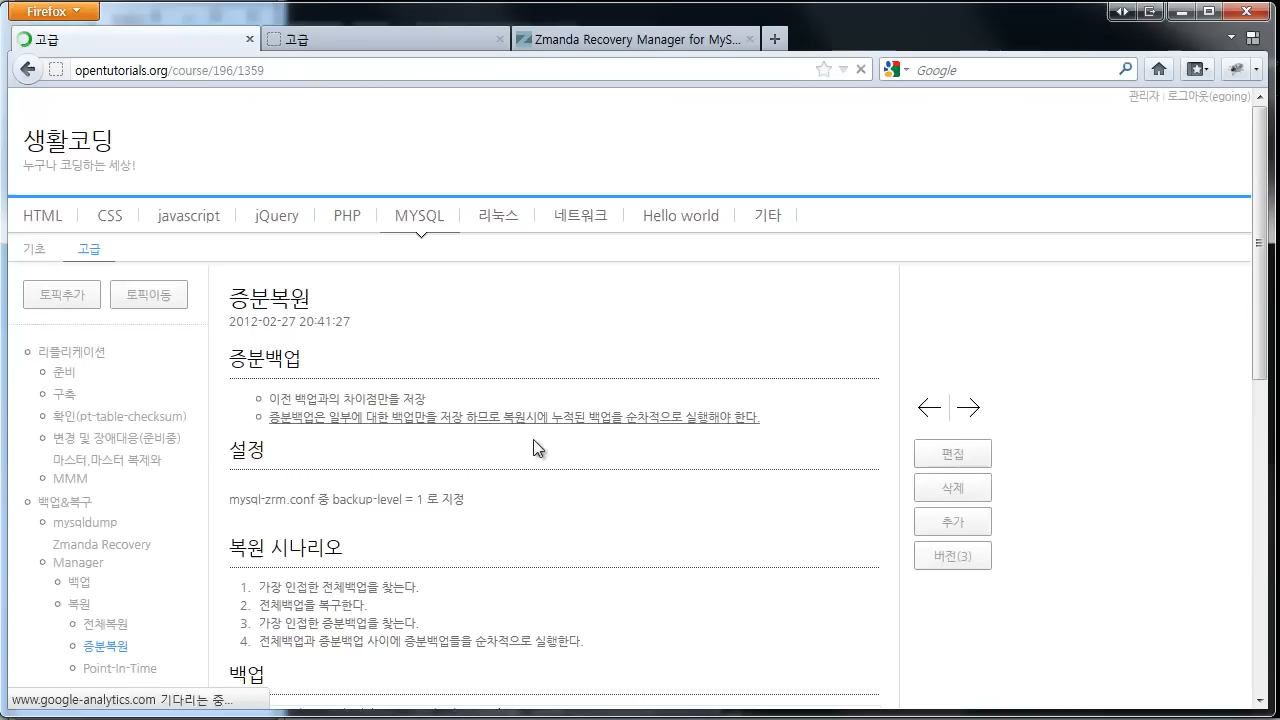 Firefox
고급
고급
Zmanda Recovery Manager for MyS...
opentutorials.org/course/196/1359
Google
관리자 | 로그아웃(egoing)
생활코딩
누구나 코딩하는 세상!
HTML CSS javascript jQuery PHP MYSQL 리눅스 네트워크 Hello world 기타
기초 고급
토픽추가 토픽이동
리플리케이션
준비
구축
확인(pt-table-checksum)
변경 및 장애대응(준비중)
마스터,마스터 복제와
MMM
백업&복구
mysqldump
Zmanda Recovery
Manager
백업
복원
전체복원
증분복원
Point-In-Time
증분복원
2012-02-27 20:41:27
증분백업
이전 백업과의 차이점만을 저장
증분백업은 일부에 대한 백업만을 저장 하므로 복원시에 누적된 백업을 순차적으로 실행해야 한다.
설정
mysql-zrm.conf 중 backup-level = 1 로 지정
복원 시나리오
1. 가장 인접한 전체백업을 찾는다.
2. 전체백업을 복구한다.
3. 가장 인접한 증분백업을 찾는다.
4. 전체백업과 증분백업 사이에 증분백업들을 순차적으로 실행한다.
백업
편집
삭제
추가
버전(3)
www.google-analytics.com 기다리는 중...